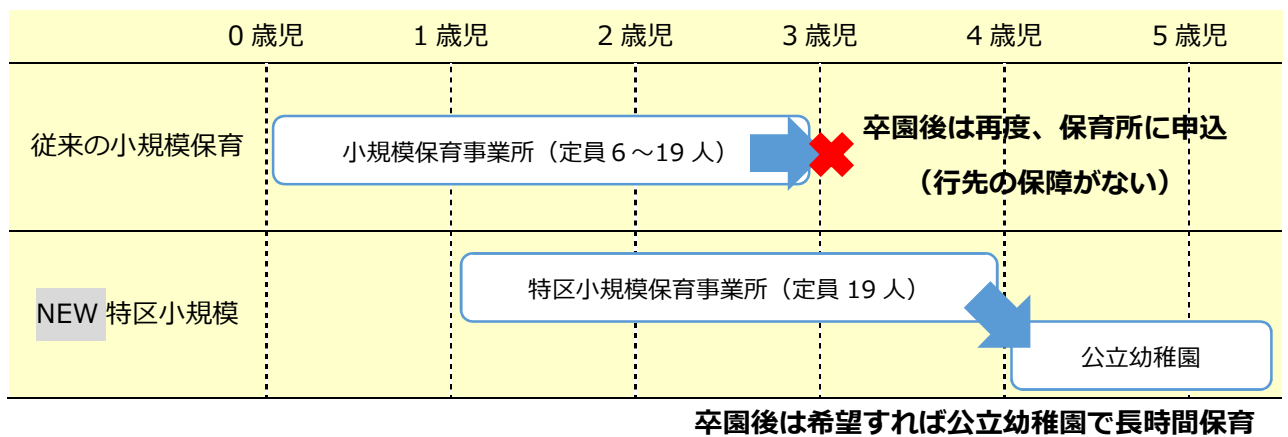 0 歳児 1 歳児 2 歳児 3 歳児 4 歳児 5 歳児
従来の小規模保育
小規模保育事業所（定員６～19 人）
卒園後は再度、保育所に申込
（行先の保障がない）
NEW 特区小規模
特区小規模保育事業所（定員 19 人）
公立幼稚園
卒園後は希望すれば公立幼稚園で長時間保育